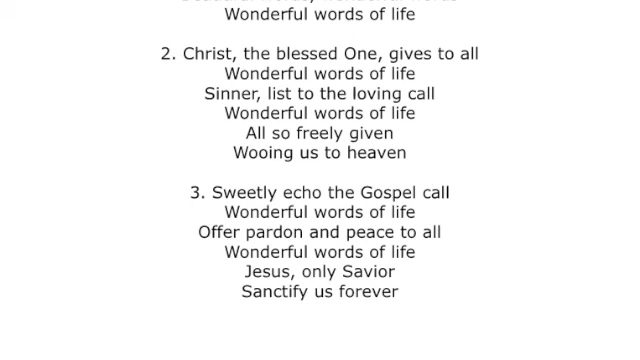 Wonderful words of life
2. Christ, the blessed One, gives to all
Wonderful words of life
Sinner, list to the loving call
Wonderful words of life
All so freely given
Wooing us to heaven
3. Sweetly echo the Gospel call
Wonderful words of life
Offer pardon and peace to all
Wonderful words of life
Jesus, only Savior
Sanctify us forever